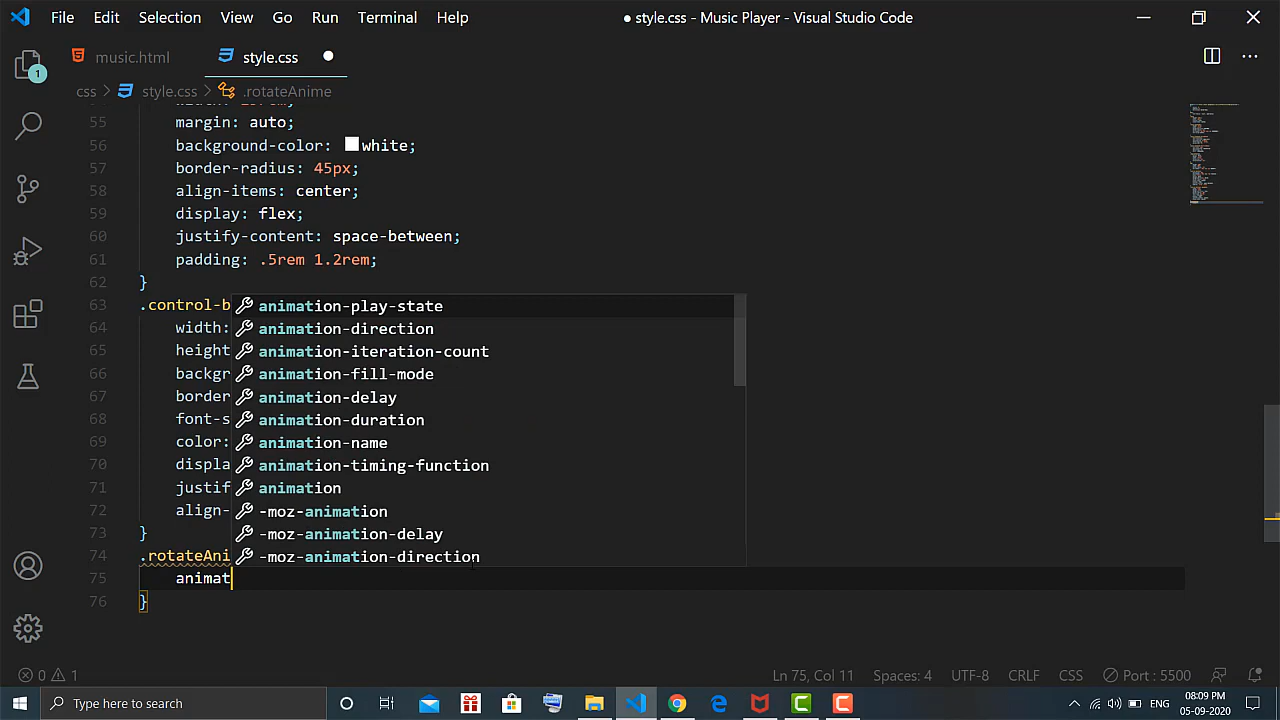 File Edit Selection View Go Run Terminal Help
● style.css - Music Player - Visual Studio Code
music.html style.css
css > style.css > .rotateAnime
1
55 margin: auto;
56 background-color: white;
57 border-radius: 45px;
58 align-items: center;
59 display: flex;
60 justify-content: space-between;
61 padding: .5rem 1.2rem;
62 }
63 .control-b
64 width:
65 height
66 backgr
67 border
68 font-s
69 color:
70 displa
71 justif
72 align-
73 }
74 .rotateAni
75 animat
76 }
animation-play-state
animation-direction
animation-iteration-count
animation-fill-mode
animation-delay
animation-duration
animation-name
animation-timing-function
animation
-moz-animation
-moz-animation-delay
-moz-animation-direction
0 1 Ln 75, Col 11 Spaces: 4 UTF-8 CRLF CSS Port : 5500
Type here to search
ENG
08:09 PM
05-09-2020